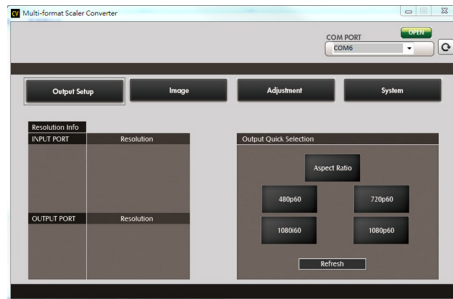 CV Multi-format Scaler Converter
COM PORT
OPEN
COM6
Output Setup
Image
Adjustment
System
Resolution Info
INPUT PORT
Resolution
OUTPUT PORT
Resolution
Output Quick Selection
Aspect Ratio
480p60
720p60
1080i60
1080p60
Refresh